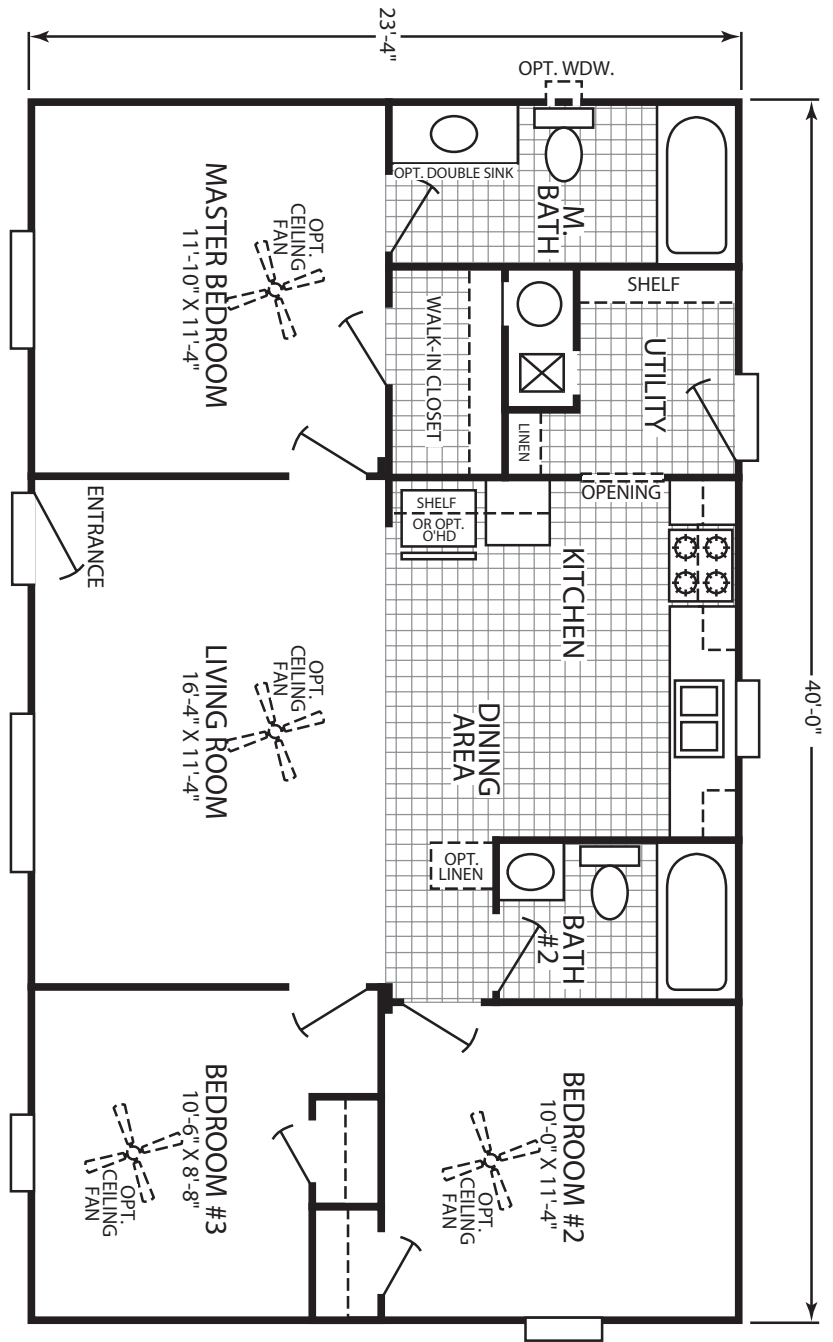 40'-0"
23'-4"
OPT. WDW.
OPT. DOUBLE SINK
M.
BATH
SHELF
UTILITY
WALK-IN CLOSET
LINEN
OPENING
SHELF
OR OPT.
O'HD
KITCHEN
DINING
AREA
OPT.
LINEN
BATH
#2
BEDROOM #2
10'-0" X 11'-4"
OPT.
CEILING
FAN
MASTER BEDROOM
11'-10" X 11'-4"
OPT.
CEILING
FAN
ENTRANCE
LIVING ROOM
16'-4" X 11'-4"
OPT.
CEILING
FAN
BEDROOM #3
10'-6" X 8'-8"
OPT.
CEILING
FAN